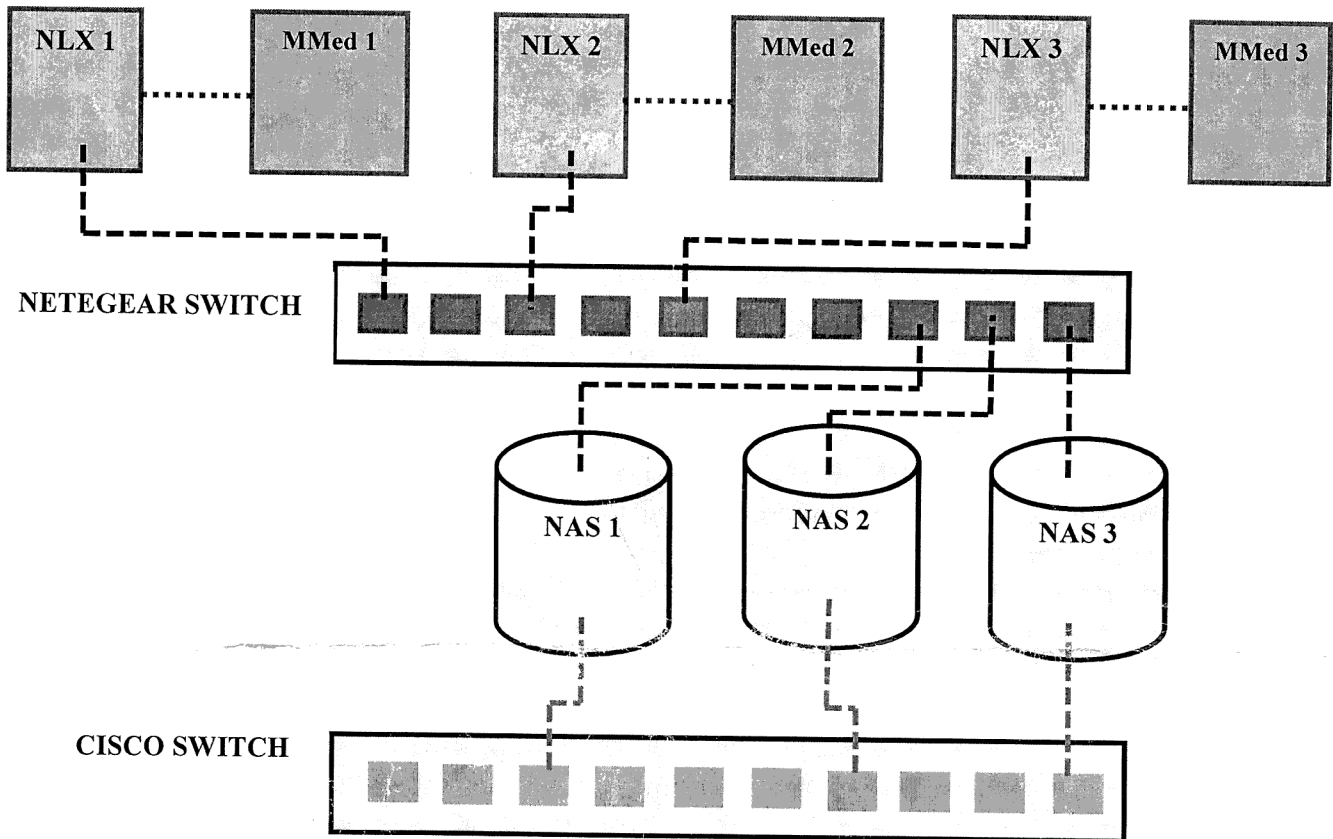 NLX 1
MMed 1
NLX 2
MMed 2
NLX 3
MMed 3
NETEGEAR SWITCH
NAS 1
NAS 2
NAS 3
CISCO SWITCH